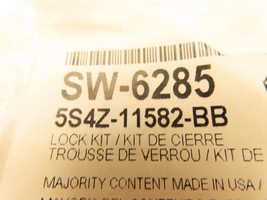 SW-6285
5S4Z-11582-BB
LOCK KIT / KIT DE CIERRE
TROUSSE DE VERROU / KIT DE
MAJORITY CONTENT MADE IN USA /